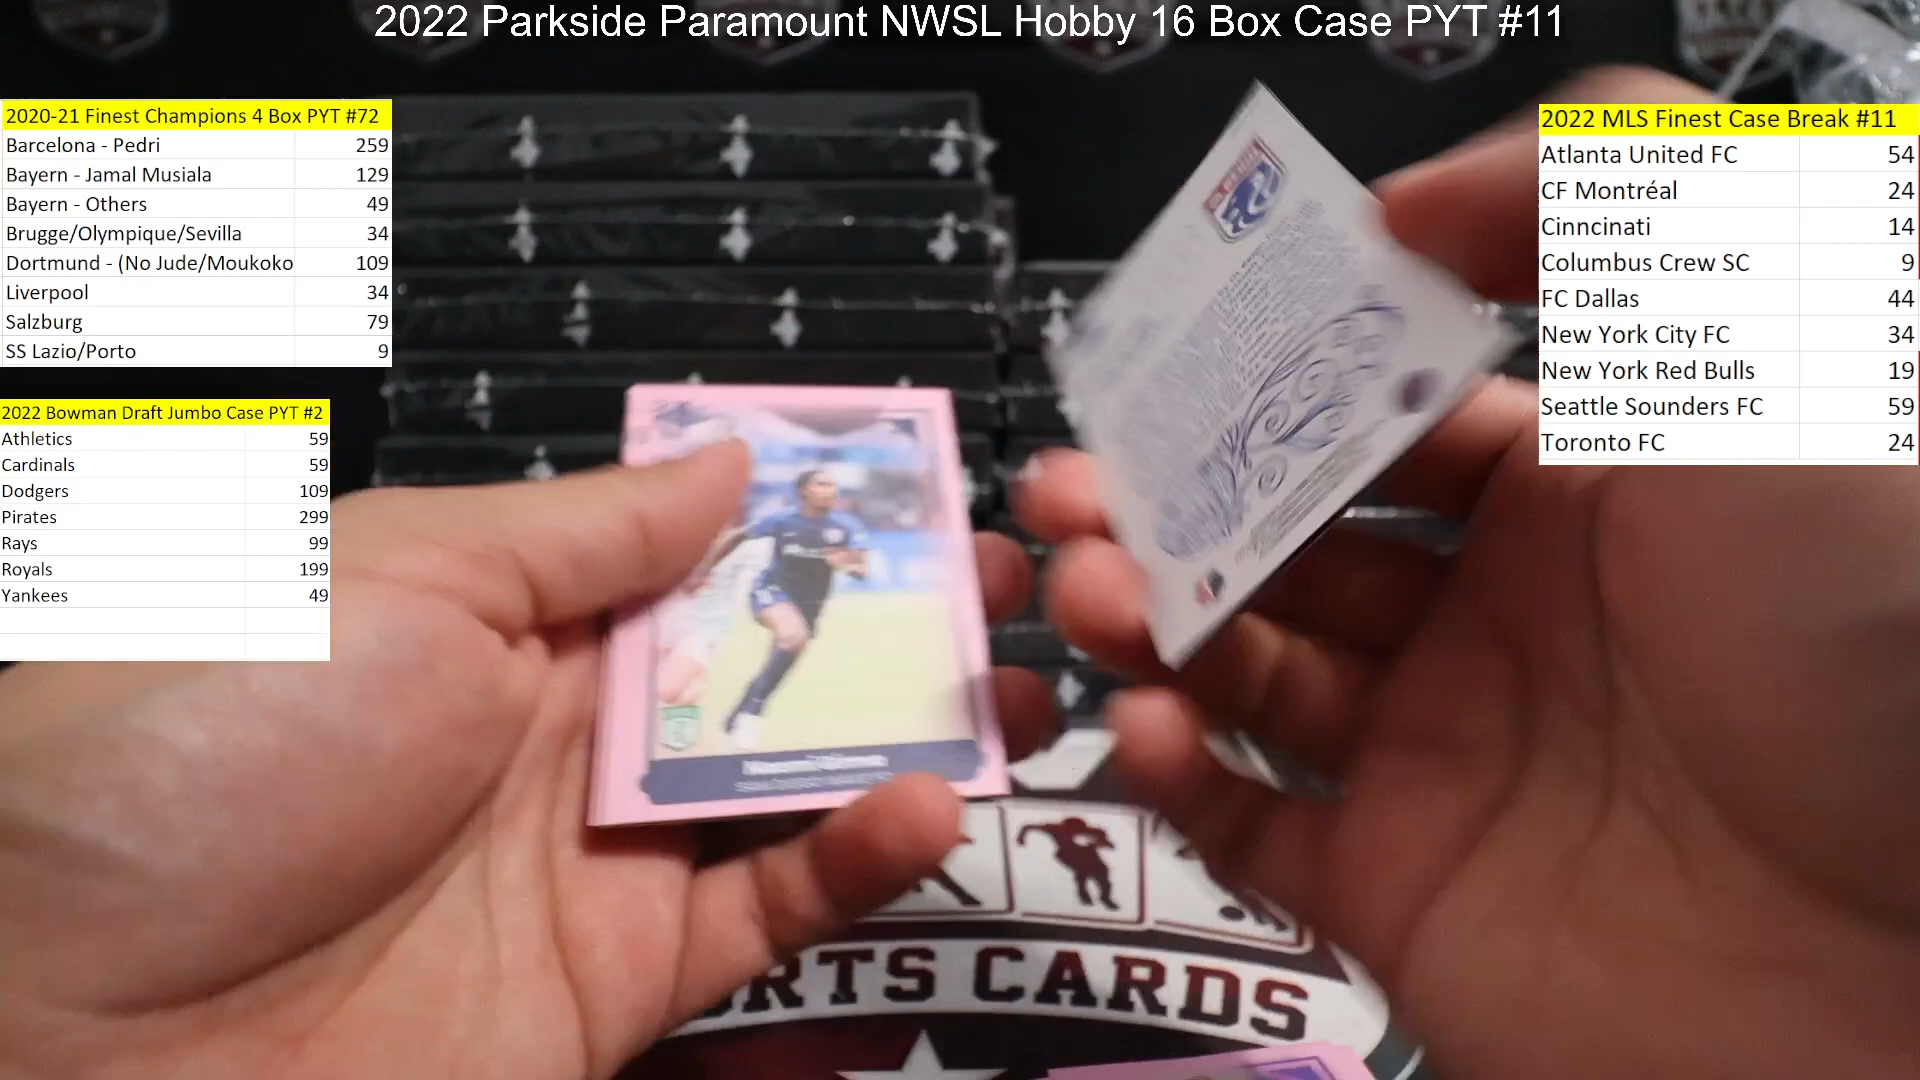 2022 Parkside Paramount NWSL Hobby 16 Box Case PYT #11
2020-21 Finest Champions 4 Box PYT #72
Barcelona - Pedri 259
Bayern - Jamal Musiala 129
Bayern - Others 49
Brugge/Olympique/Sevilla 34
Dortmund - (No Jude/Moukoko 109
Liverpool 34
Salzburg 79
SS Lazio/Porto 9
2022 Bowman Draft Jumbo Case PYT #2
Athletics 59
Cardinals 59
Dodgers 109
Pirates 299
Rays 99
Royals 199
Yankees 49
2022 MLS Finest Case Break #11
Atlanta United FC 54
CF Montréal 24
Cinncinati 14
Columbus Crew SC 9
FC Dallas 44
New York City FC 34
New York Red Bulls 19
Seattle Sounders FC 59
Toronto FC 24
ORTS CARDS